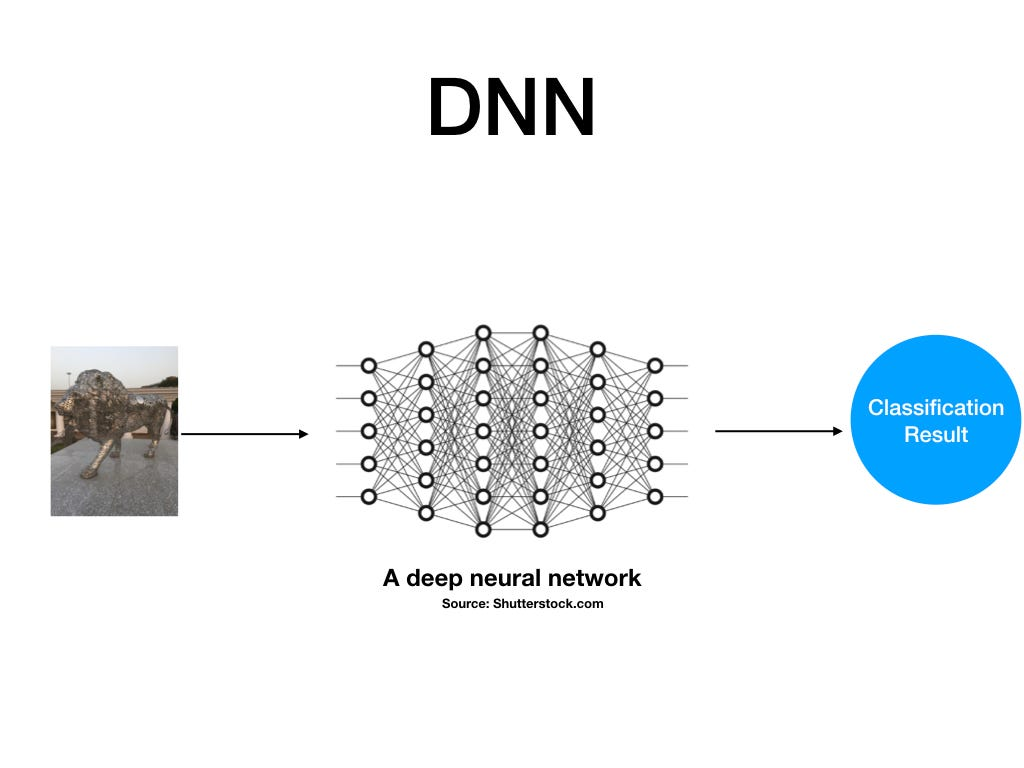 DNN
Classification
Result
A deep neural network
Source: Shutterstock.com